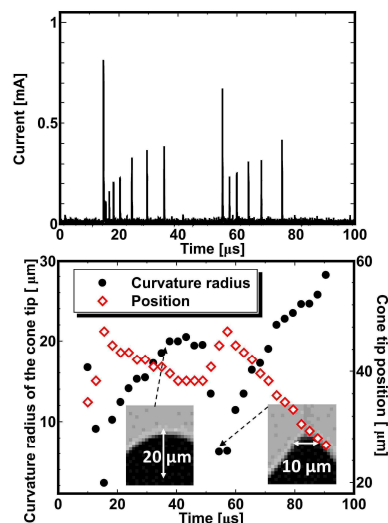 1
0.5
0
Current [mA]
0 20 40 60 80 100
Time [µs]
30
20
10
Curvature radius of the cone tip [ µm]
Curvature radius
Position
60
40
20
Cone tip position [ µm]
20 µm
10 µm
0 20 40 60 80 100
Time [µs]